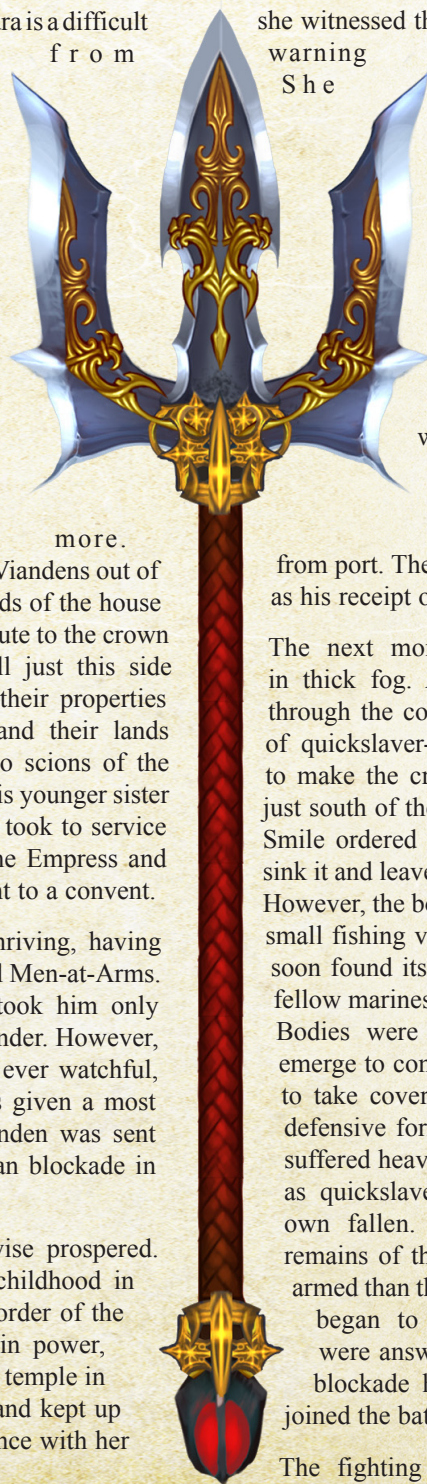 ara is a difficult
from
more.
Viandens out of
ds of the house
ute to the crown
ll just this side
their properties
and their lands
o scions of the
is younger sister
took to service
ne Empress and
nt to a convent.
hriving, having
l Men-at-Arms.
took him only
nder. However,
ever watchful,
s given a most
nden was sent
an blockade in
wise prospered.
childhood in
order of the
in power,
temple in
and kept up
nce with her
she witnessed th
warning
She
w
from port. The
as his receipt o
The next mor
in thick fog. A
through the co
of quickslaver-
to make the cr
just south of the
Smile ordered
sink it and leave
However, the bo
small fishing v
soon found its
fellow marines
Bodies were
emerge to con
to take cover
defensive for
suffered heav
as quickslave
own fallen.
remains of th
armed than th
began to
were answ
blockade h
joined the bat
The fighting